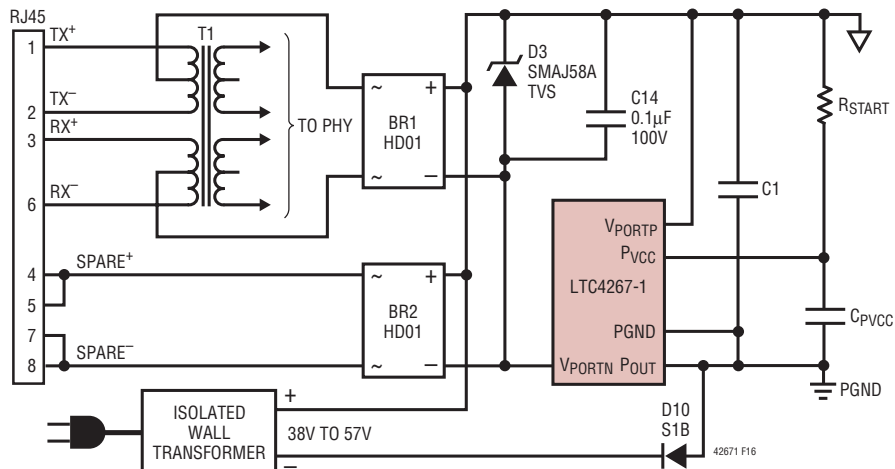 RJ45
1
TX+
T1
2
TX−
3
RX+
6
RX−
TO PHY
~
+
BR1
HD01
~
−
D3
SMAJ58A
TVS
C14
0.1µF
100V
RSTART
C1
VPORTP
PVCC
LTC4267-1
PGND
VPORTN POUT
CPVCC
PGND
4
SPARE+
5
7
8
SPARE−
~
+
BR2
HD01
~
−
ISOLATED
WALL
TRANSFORMER
+
38V TO 57V
−
D10
S1B
42671 F16